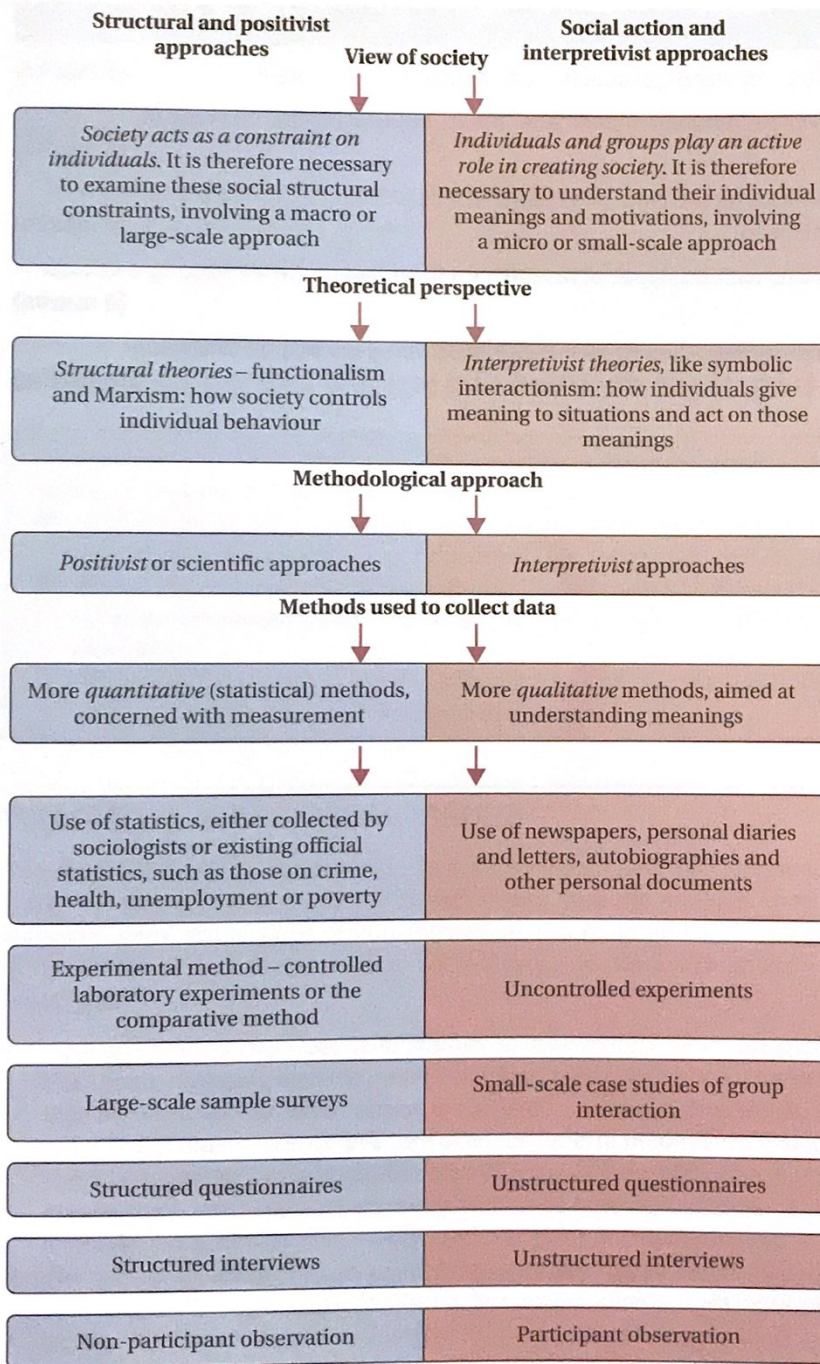 Structural and positivist
approaches
View of society
Social action and
interpretivist approaches
Society acts as a constraint on
individuals. It is therefore necessary
to examine these social structural
constraints, involving a macro or
large-scale approach
Individuals and groups play an active
role in creating society. It is therefore
necessary to understand their individual
meanings and motivations, involving
a micro or small-scale approach
Theoretical perspective
Structural theories – functionalism
and Marxism: how society controls
individual behaviour
Interpretivist theories, like symbolic
interactionism: how individuals give
meaning to situations and act on those
meanings
Methodological approach
Positivist or scientific approaches
Interpretivist approaches
Methods used to collect data
More quantitative (statistical) methods,
concerned with measurement
More qualitative methods, aimed at
understanding meanings
Use of statistics, either collected by
sociologists or existing official
statistics, such as those on crime,
health, unemployment or poverty
Use of newspapers, personal diaries
and letters, autobiographies and
other personal documents
Experimental method – controlled
laboratory experiments or the
comparative method
Uncontrolled experiments
Large-scale sample surveys
Small-scale case studies of group
interaction
Structured questionnaires
Unstructured questionnaires
Structured interviews
Unstructured interviews
Non-participant observation
Participant observation